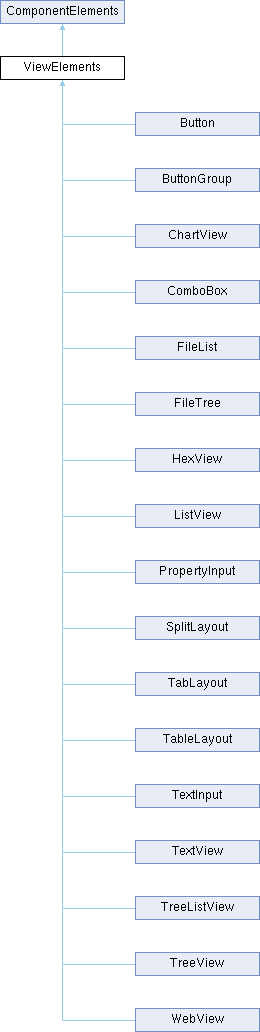 ComponentElements
ViewElements
Button
ButtonGroup
ChartView
ComboBox
FileList
FileTree
HexView
ListView
PropertyInput
SplitLayout
TabLayout
TableLayout
TextInput
TextView
TreeListView
TreeView
WebView